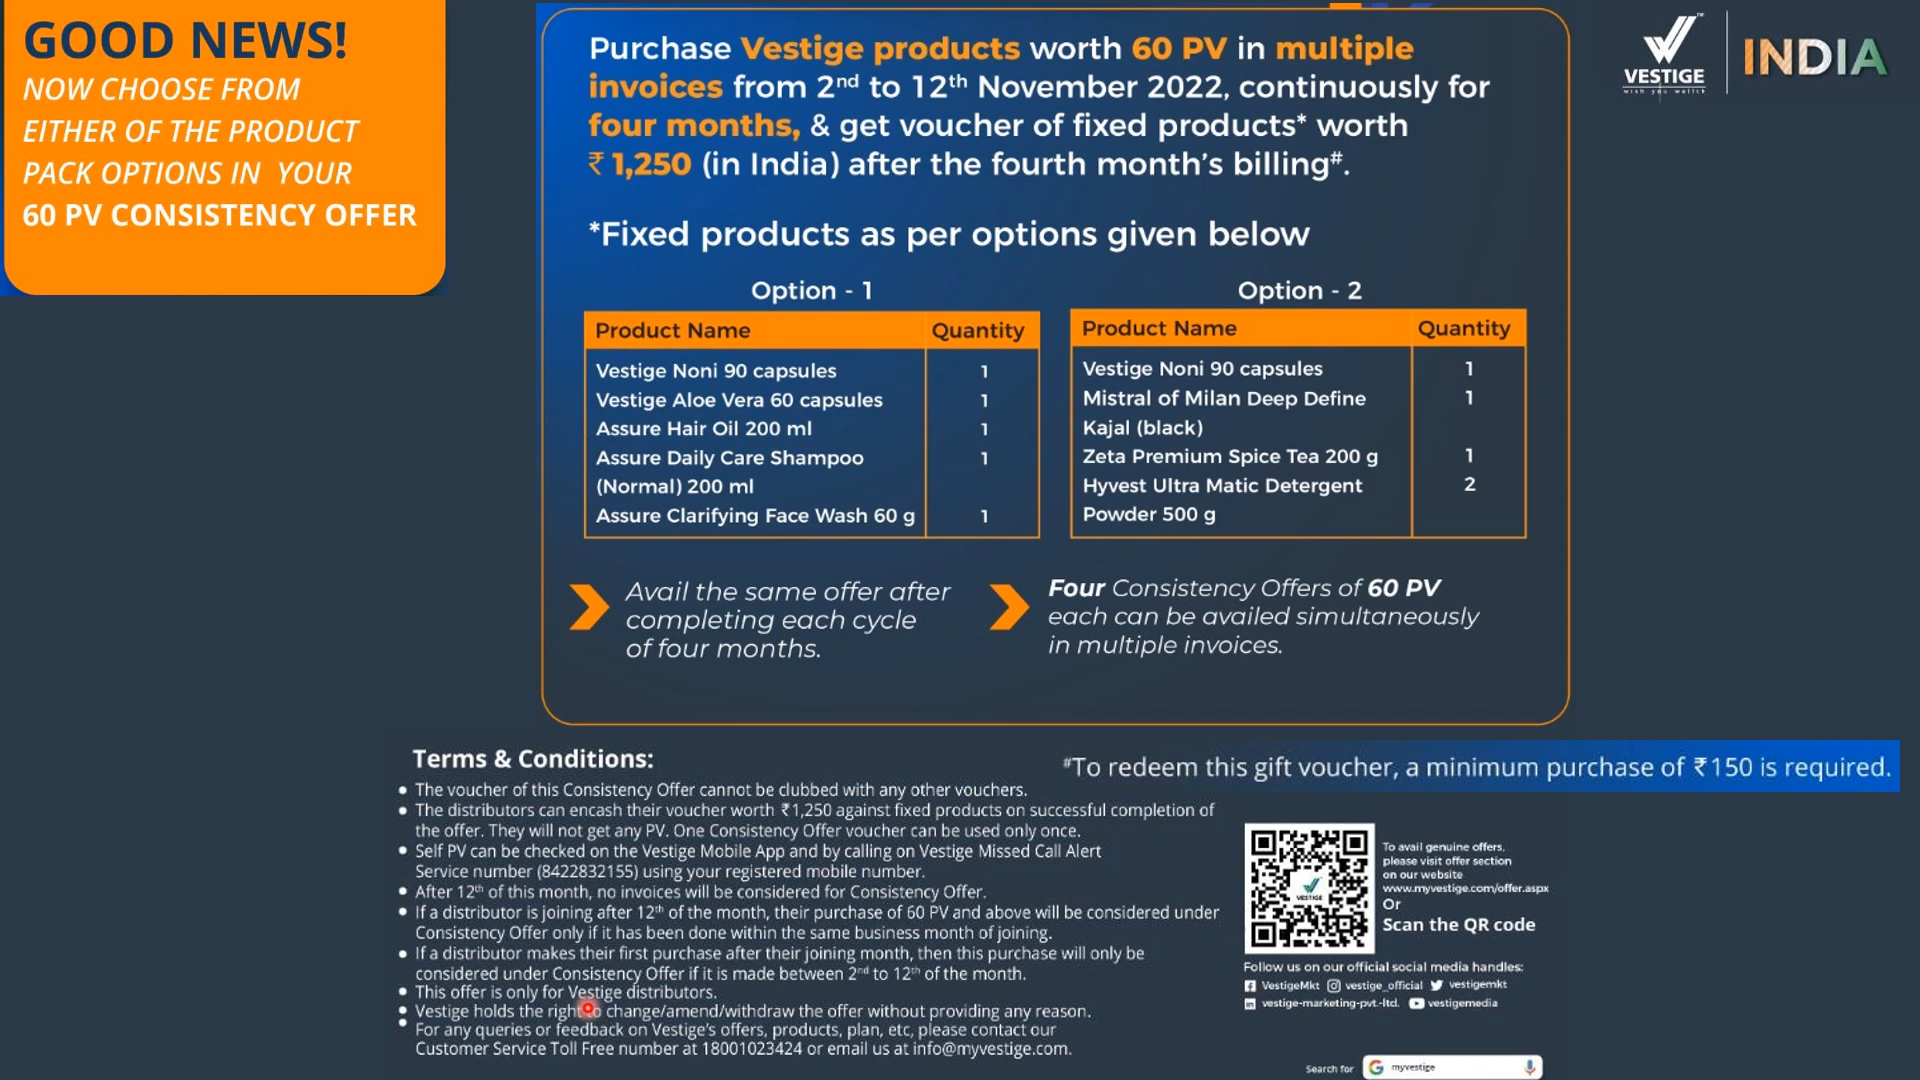 GOOD NEWS!
NOW CHOOSE FROM
EITHER OF THE PRODUCT
PACK OPTIONS IN YOUR
60 PV CONSISTENCY OFFER
Purchase Vestige products worth 60 PV in multiple
invoices from 2nd to 12th November 2022, continuously for
four months, & get voucher of fixed products* worth
₹ 1,250 (in India) after the fourth month's billing#.
*Fixed products as per options given below
Option - 1
Product Name Quantity
Vestige Noni 90 capsules 1
Vestige Aloe Vera 60 capsules 1
Assure Hair Oil 200 ml 1
Assure Daily Care Shampoo 1
(Normal) 200 ml
Assure Clarifying Face Wash 60 g 1
Option - 2
Product Name Quantity
Vestige Noni 90 capsules 1
Mistral of Milan Deep Define 1
Kajal (black)
Zeta Premium Spice Tea 200 g 1
Hyvest Ultra Matic Detergent 2
Powder 500 g
Avail the same offer after
completing each cycle
of four months.
Four Consistency Offers of 60 PV
each can be availed simultaneously
in multiple invoices.
VESTIGE
wish you wellth
INDIA
Terms & Conditions:
• The voucher of this Consistency Offer cannot be clubbed with any other vouchers.
• The distributors can encash their voucher worth ₹1,250 against fixed products on successful completion of
the offer. They will not get any PV. One Consistency Offer voucher can be used only once.
• Self PV can be checked on the Vestige Mobile App and by calling on Vestige Missed Call Alert
Service number (8422832155) using your registered mobile number.
• After 12th of this month, no invoices will be considered for Consistency Offer.
• If a distributor is joining after 12th of the month, their purchase of 60 PV and above will be considered under
Consistency Offer only if it has been done within the same business month of joining.
• If a distributor makes their first purchase after their joining month, then this purchase will only be
considered under Consistency Offer if it is made between 2nd to 12th of the month.
• This offer is only for Vestige distributors.
• Vestige holds the right to change/amend/withdraw the offer without providing any reason.
• For any queries or feedback on Vestige's offers, products, plan, etc, please contact our
Customer Service Toll Free number at 18001023424 or email us at info@myvestige.com.
#To redeem this gift voucher, a minimum purchase of ₹150 is required.
VESTIGE
To avail genuine offers,
please visit offer section
on our website
www.myvestige.com/offer.aspx
Or
Scan the QR code
Follow us on our official social media handles:
VestigeMkt vestige_official vestigemkt
vestige-marketing-pvt.-ltd. vestigemedia
Search for myvestige